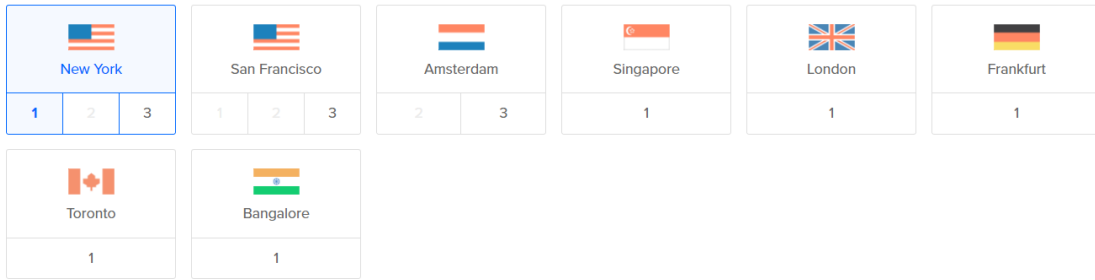 New York San Francisco Amsterdam Singapore London Frankfurt
1 2 3 1 2 3 2 3 1 1 1
Toronto Bangalore
1 1